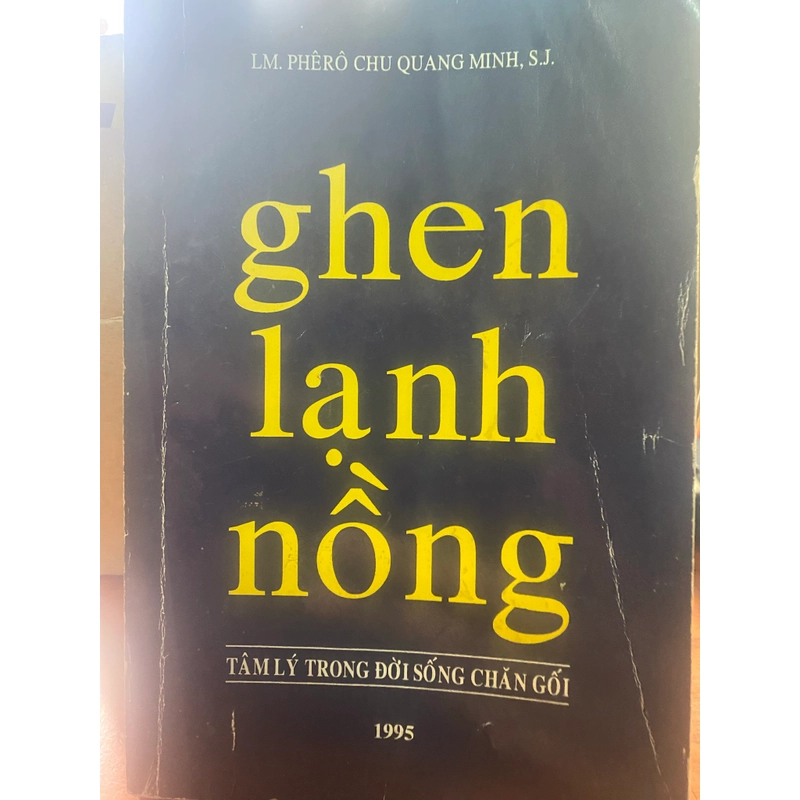 LM. PHÊRÔ CHU QUANG MINH, S.J.
ghen
lạnh
nồng
TÂM LÝ TRONG ĐỜI SỐNG CHĂN GỐI
1995